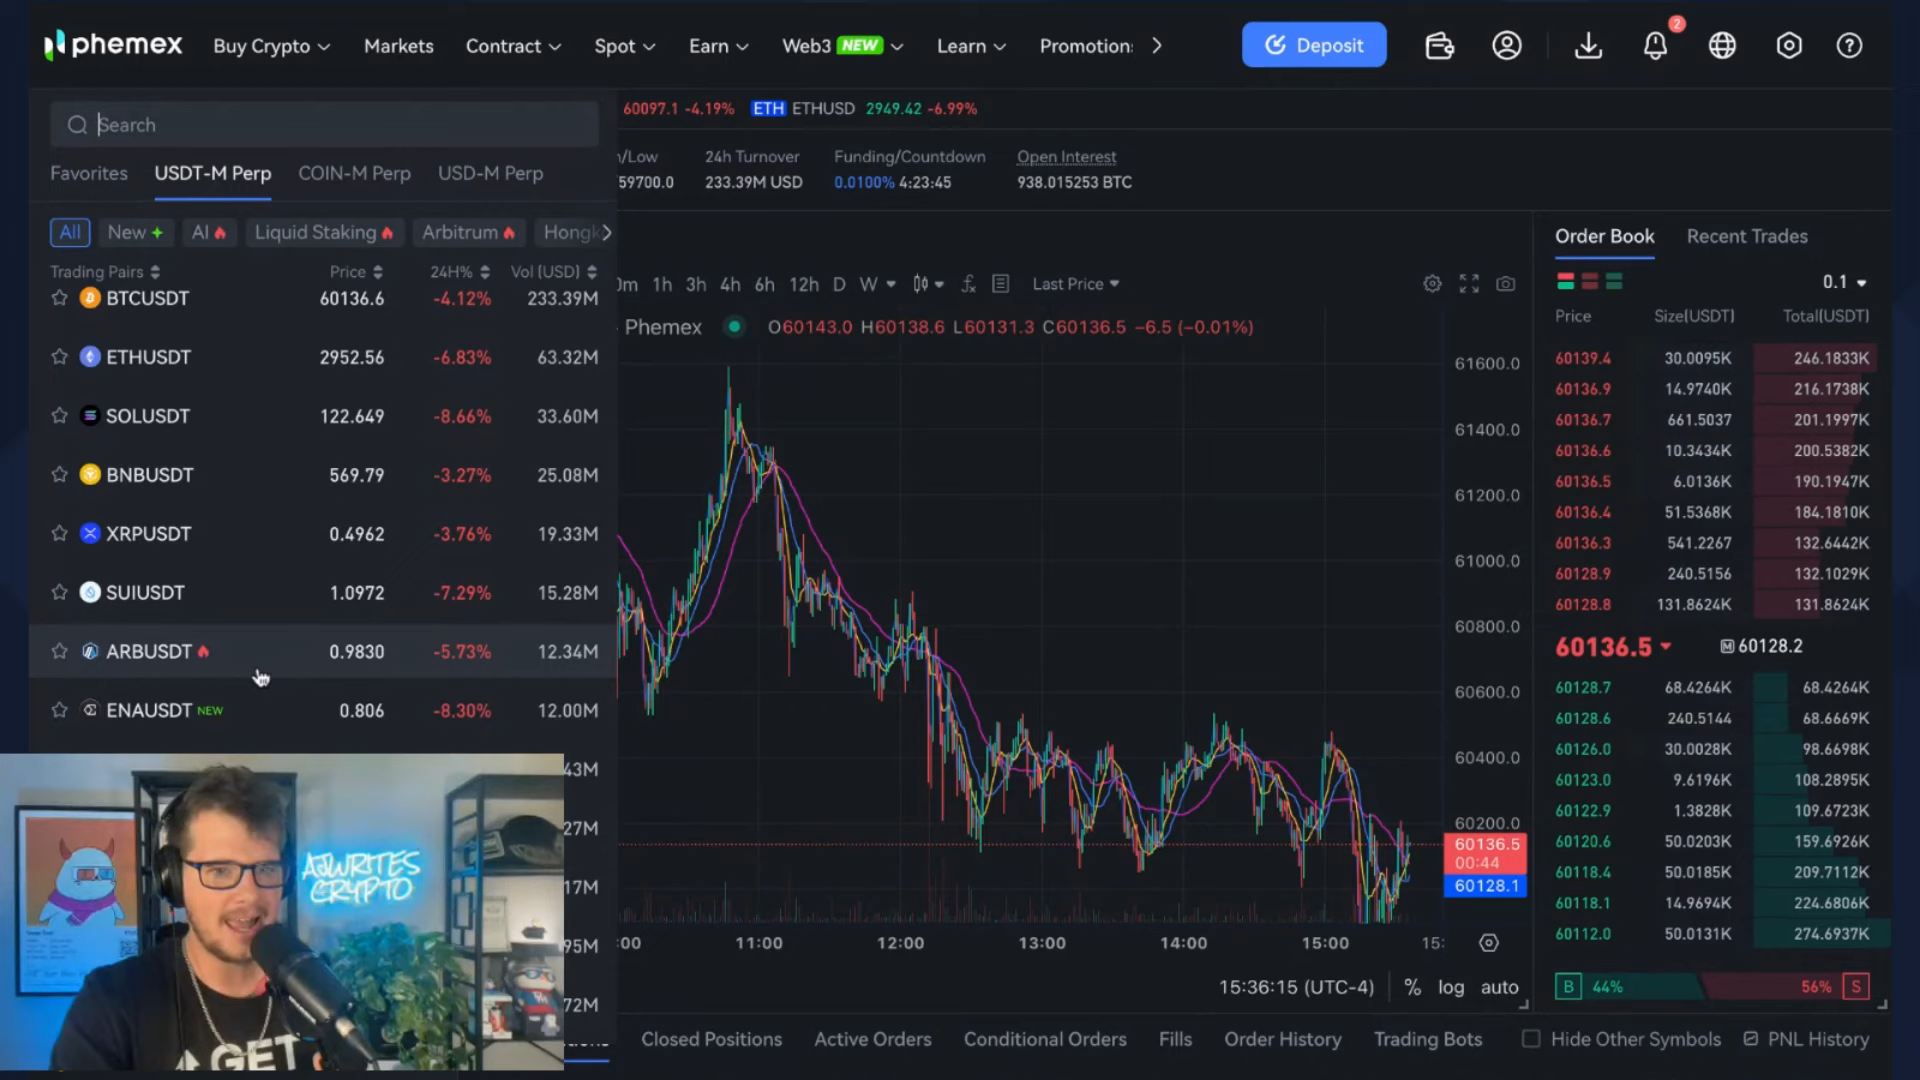 phemex Buy Crypto Markets Contract Spot Earn Web3 NEW Learn Promotion Deposit 2
Search
60097.1 -4.19% ETH ETHUSD 2949.42 -6.99%
Favorites USDT-M Perp COIN-M Perp USD-M Perp
/Low 24h Turnover Funding/Countdown Open Interest
/59700.0 233.39M USD 0.0100% 4:23:45 938.015253 BTC
All New AI Liquid Staking Arbitrum Hongk
Trading Pairs Price 24H% Vol (USD)
BTCUSDT 60136.6 -4.12% 233.39M
ETHUSDT 2952.56 -6.83% 63.32M
SOLUSDT 122.649 -8.66% 33.60M
BNBUSDT 569.79 -3.27% 25.08M
XRPUSDT 0.4962 -3.76% 19.33M
SUIUSDT 1.0972 -7.29% 15.28M
ARBUSDT 0.9830 -5.73% 12.34M
ENAUSDT NEW 0.806 -8.30% 12.00M
43M
27M
17M
95M
72M
AJWRITES
CRYPTO
GET
0m 1h 3h 4h 6h 12h D W Last Price
Phemex O60143.0 H60138.6 L60131.3 C60136.5 −6.5 (−0.01%)
61600.0
61400.0
61200.0
61000.0
60800.0
60600.0
60400.0
60200.0
60136.5
00:44
60128.1
:00 11:00 12:00 13:00 14:00 15:00 15:
15:36:15 (UTC-4) % log auto
Order Book Recent Trades
0.1
Price Size(USDT) Total(USDT)
60139.4 30.0095K 246.1833K
60136.9 14.9740K 216.1738K
60136.7 661.5037 201.1997K
60136.6 10.3434K 200.5382K
60136.5 6.0136K 190.1947K
60136.4 51.5368K 184.1810K
60136.3 541.2267 132.6442K
60128.9 240.5156 132.1029K
60128.8 131.8624K 131.8624K
60136.5 M 60128.2
60128.7 68.4264K 68.4264K
60128.6 240.5144 68.6669K
60126.0 30.0028K 98.6698K
60123.0 9.6196K 108.2895K
60122.9 1.3828K 109.6723K
60120.6 50.0203K 159.6926K
60118.4 50.0185K 209.7112K
60118.1 14.9694K 224.6806K
60112.0 50.0131K 274.6937K
B 44% 56% S
Closed Positions Active Orders Conditional Orders Fills Order History Trading Bots Hide Other Symbols PNL History